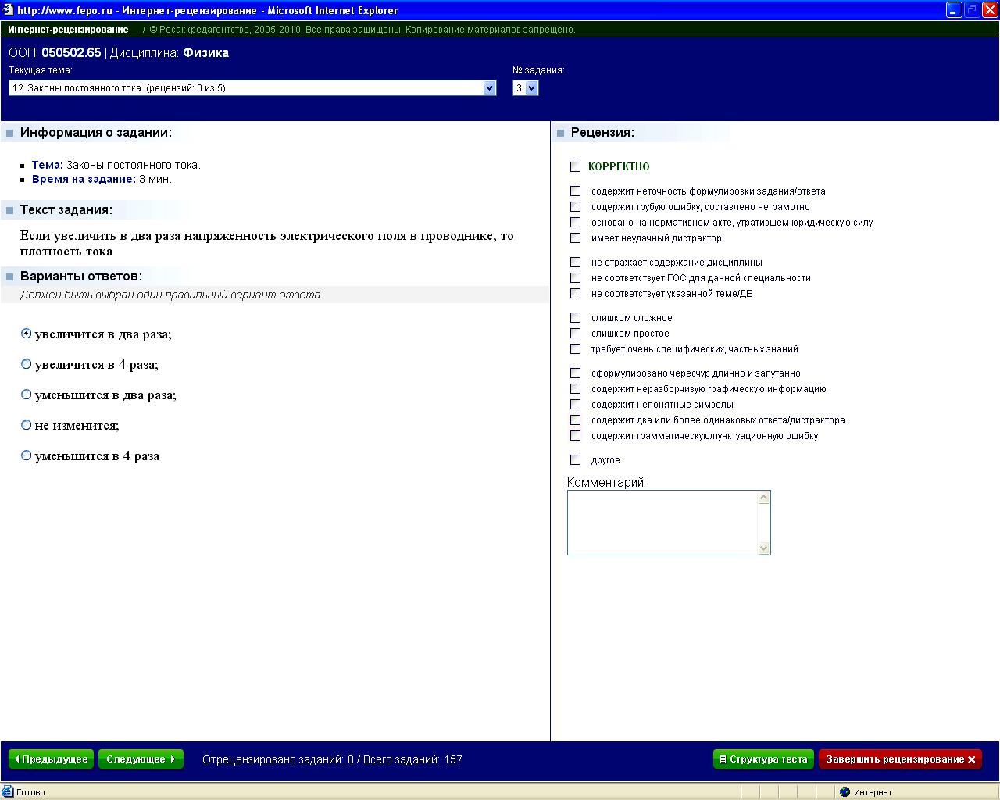 http://www.fepo.ru - Интернет-рецензирование - Microsoft Internet Explorer
Интернет-рецензирование / © Росаккредагентство, 2005-2010. Все права защищены. Копирование материалов запрещено.
ООП: 050502.65 | Дисциплина: Физика
Текущая тема: № задания:
12. Законы постоянного тока (рецензий: 0 из 5) 3
Информация о задании:
Тема: Законы постоянного тока.
Время на задание: 3 мин.
Текст задания:
Если увеличить в два раза напряженность электрического поля в проводнике, то
плотность тока
Варианты ответов:
Должен быть выбран один правильный вариант ответа
увеличится в два раза;
увеличится в 4 раза;
уменьшится в два раза;
не изменится;
уменьшится в 4 раза
Рецензия:
КОРРЕКТНО
содержит неточность формулировки задания/ответа
содержит грубую ошибку; составлено неграмотно
основано на нормативном акте, утратившем юридическую силу
имеет неудачный дистрактор
не отражает содержание дисциплины
не соответствует ГОС для данной специальности
не соответствует указанной теме/ДЕ
слишком сложное
слишком простое
требует очень специфических, частных знаний
сформулировано чересчур длинно и запутанно
содержит неразборчивую графическую информацию
содержит непонятные символы
содержит два или более одинаковых ответа/дистрактора
содержит грамматическую/пунктуационную ошибку
другое
Комментарий:
Предыдущее Следующее Отрецензировано заданий: 0 / Всего заданий: 157 Структура теста Завершить рецензирование
Готово Интернет